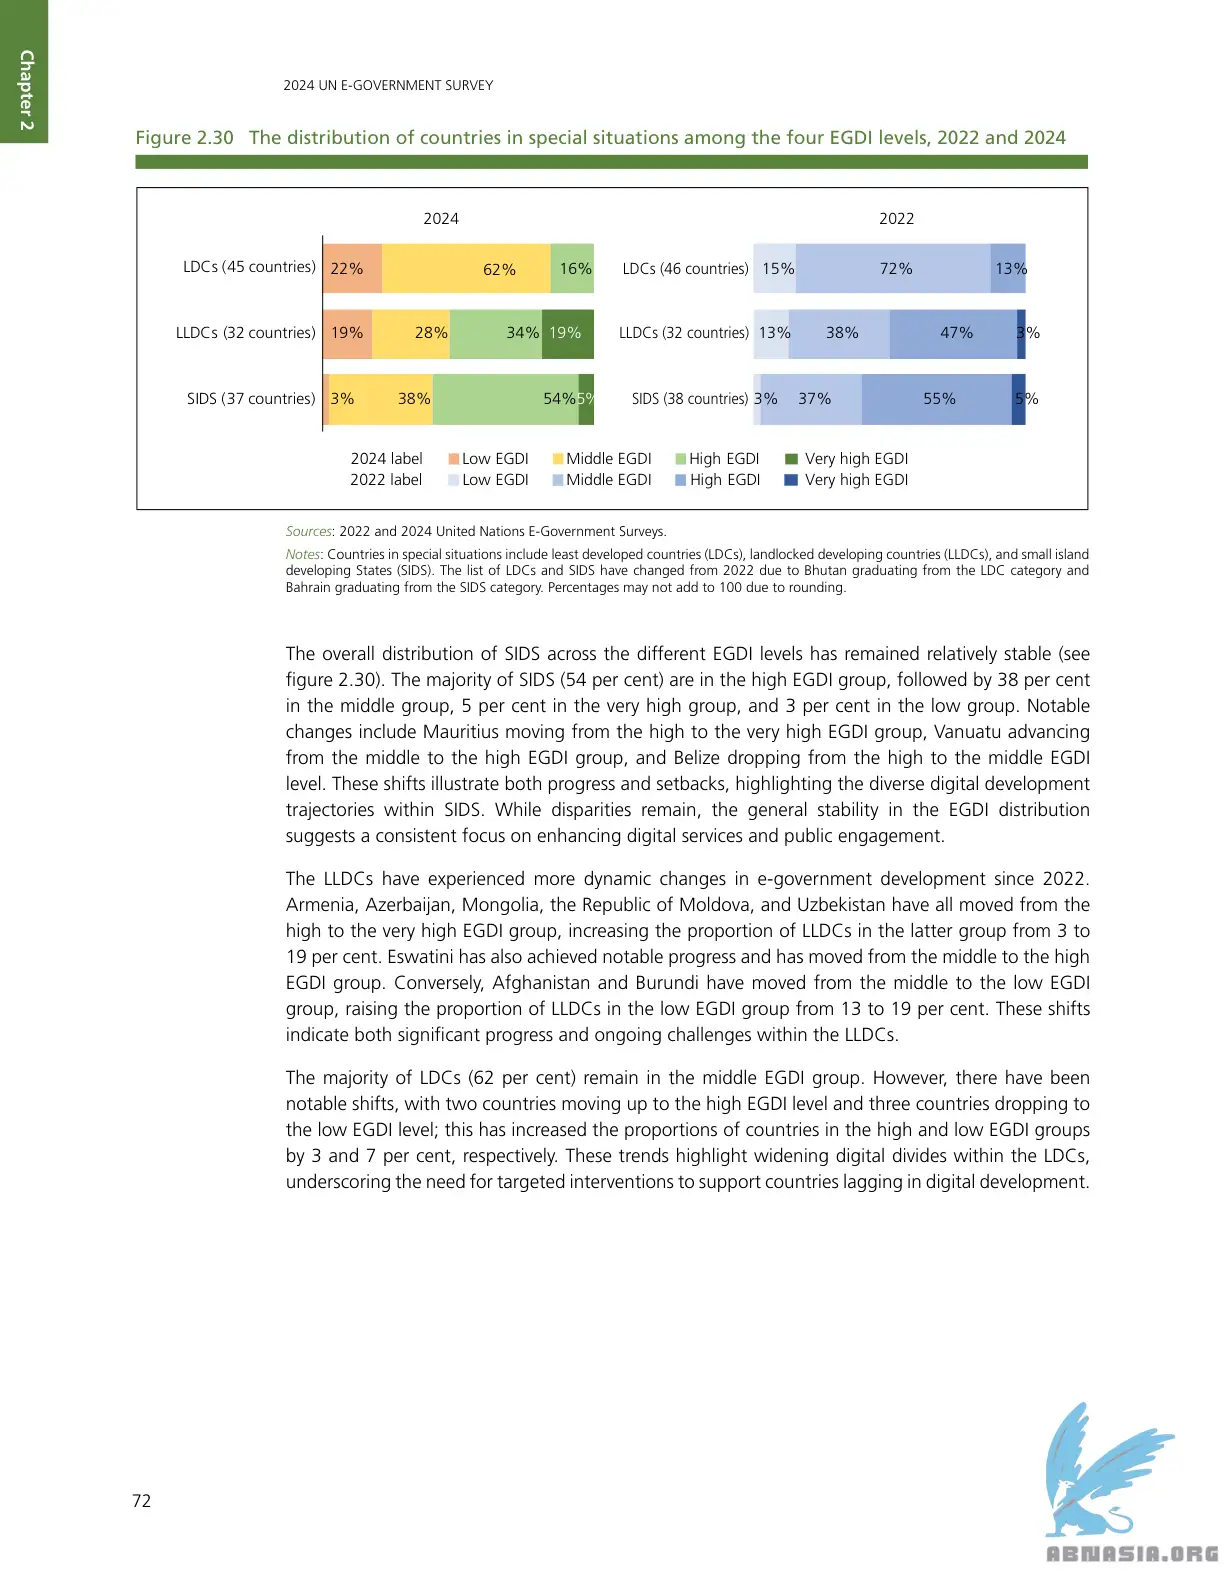 Chapter 2
2024 UN E-GOVERNMENT SURVEY
Figure 2.30 The distribution of countries in special situations among the four EGDI levels, 2022 and 2024
2024
LDCs (45 countries) 22% 62% 16%
LLDCs (32 countries) 19% 28% 34% 19%
SIDS (37 countries) 3% 38% 54% 5%
2022
LDCs (46 countries) 15% 72% 13%
LLDCs (32 countries) 13% 38% 47% 3%
SIDS (38 countries) 3% 37% 55% 5%
2024 label Low EGDI Middle EGDI High EGDI Very high EGDI
2022 label Low EGDI Middle EGDI High EGDI Very high EGDI
Sources: 2022 and 2024 United Nations E-Government Surveys.
Notes: Countries in special situations include least developed countries (LDCs), landlocked developing countries (LLDCs), and small island
developing States (SIDS). The list of LDCs and SIDS have changed from 2022 due to Bhutan graduating from the LDC category and
Bahrain graduating from the SIDS category. Percentages may not add to 100 due to rounding.
The overall distribution of SIDS across the different EGDI levels has remained relatively stable (see
figure 2.30). The majority of SIDS (54 per cent) are in the high EGDI group, followed by 38 per cent
in the middle group, 5 per cent in the very high group, and 3 per cent in the low group. Notable
changes include Mauritius moving from the high to the very high EGDI group, Vanuatu advancing
from the middle to the high EGDI group, and Belize dropping from the high to the middle EGDI
level. These shifts illustrate both progress and setbacks, highlighting the diverse digital development
trajectories within SIDS. While disparities remain, the general stability in the EGDI distribution
suggests a consistent focus on enhancing digital services and public engagement.
The LLDCs have experienced more dynamic changes in e-government development since 2022.
Armenia, Azerbaijan, Mongolia, the Republic of Moldova, and Uzbekistan have all moved from the
high to the very high EGDI group, increasing the proportion of LLDCs in the latter group from 3 to
19 per cent. Eswatini has also achieved notable progress and has moved from the middle to the high
EGDI group. Conversely, Afghanistan and Burundi have moved from the middle to the low EGDI
group, raising the proportion of LLDCs in the low EGDI group from 13 to 19 per cent. These shifts
indicate both significant progress and ongoing challenges within the LLDCs.
The majority of LDCs (62 per cent) remain in the middle EGDI group. However, there have been
notable shifts, with two countries moving up to the high EGDI level and three countries dropping to
the low EGDI level; this has increased the proportions of countries in the high and low EGDI groups
by 3 and 7 per cent, respectively. These trends highlight widening digital divides within the LDCs,
underscoring the need for targeted interventions to support countries lagging in digital development.
72
ABNASIA.ORG